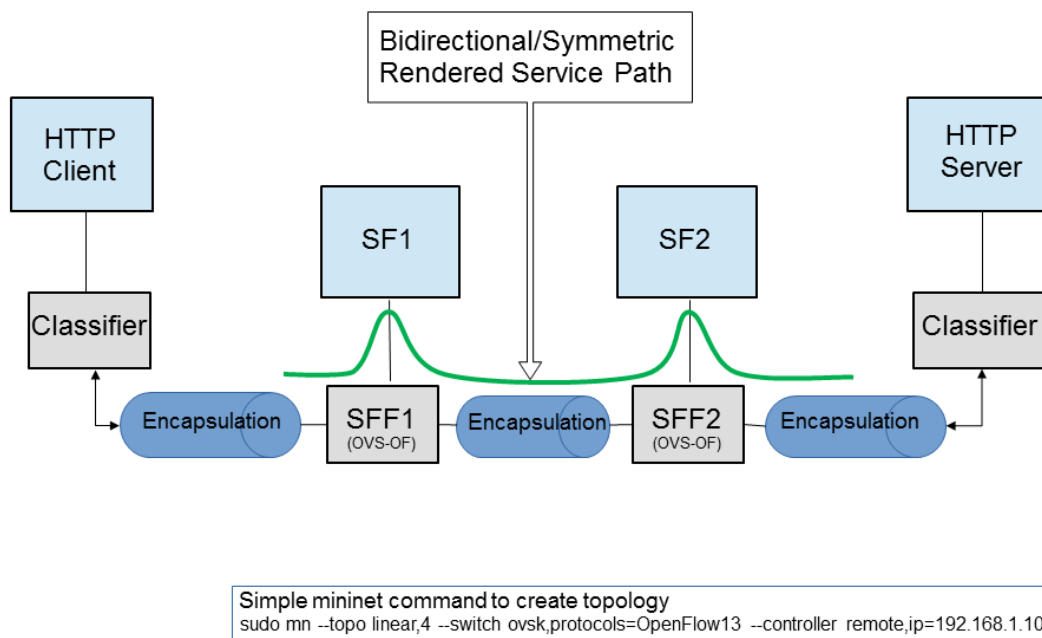 Bidirectional/Symmetric
Rendered Service Path
HTTP
Client
HTTP
Server
SF1
SF2
Classifier
Classifier
Encapsulation
SFF1
(OVS-OF)
Encapsulation
SFF2
(OVS-OF)
Encapsulation
Simple mininet command to create topology
sudo mn --topo linear,4 --switch ovsk,protocols=OpenFlow13 --controller remote,ip=192.168.1.10